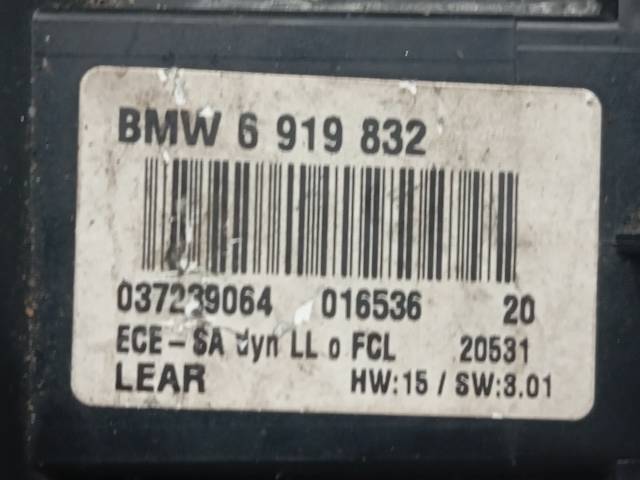 BMW 6 919 832
037239064 016536 20
ECE-SA dyn LL o FCL 20531
LEAR HW:15 / SW:3.01